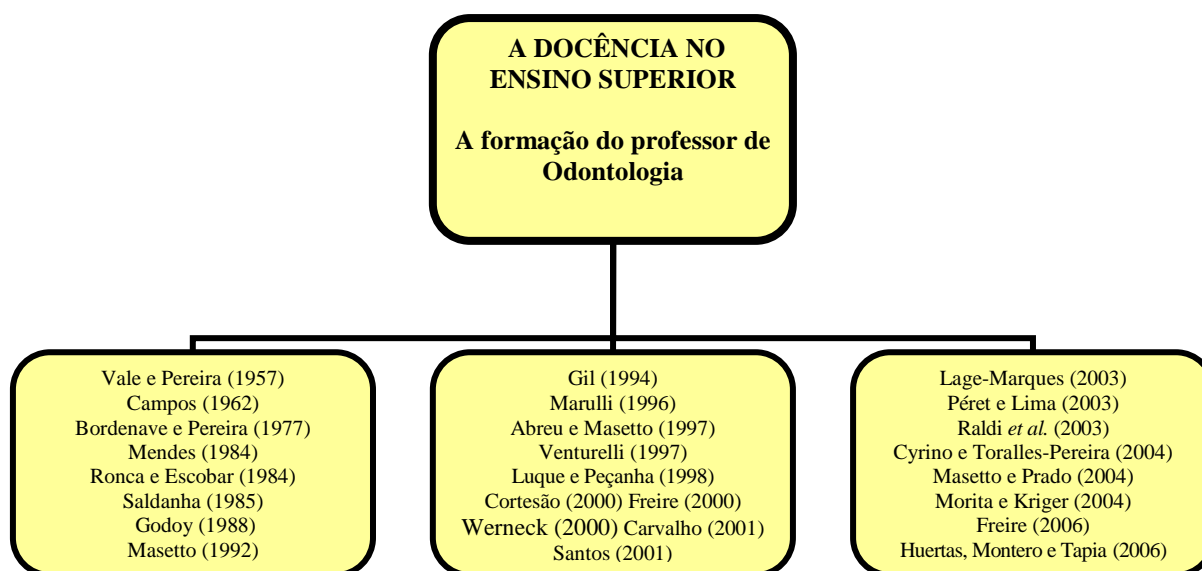 A DOCÊNCIA NO
ENSINO SUPERIOR
A formação do professor de
Odontologia
Vale e Pereira (1957)
Campos (1962)
Bordenave e Pereira (1977)
Mendes (1984)
Ronca e Escobar (1984)
Saldanha (1985)
Godoy (1988)
Masetto (1992)
Gil (1994)
Marulli (1996)
Abreu e Masetto (1997)
Venturelli (1997)
Luque e Peçanha (1998)
Cortesão (2000) Freire (2000)
Werneck (2000) Carvalho (2001)
Santos (2001)
Lage-Marques (2003)
Péret e Lima (2003)
Raldi et al. (2003)
Cyrino e Toralles-Pereira (2004)
Masetto e Prado (2004)
Morita e Kriger (2004)
Freire (2006)
Huertas, Montero e Tapia (2006)